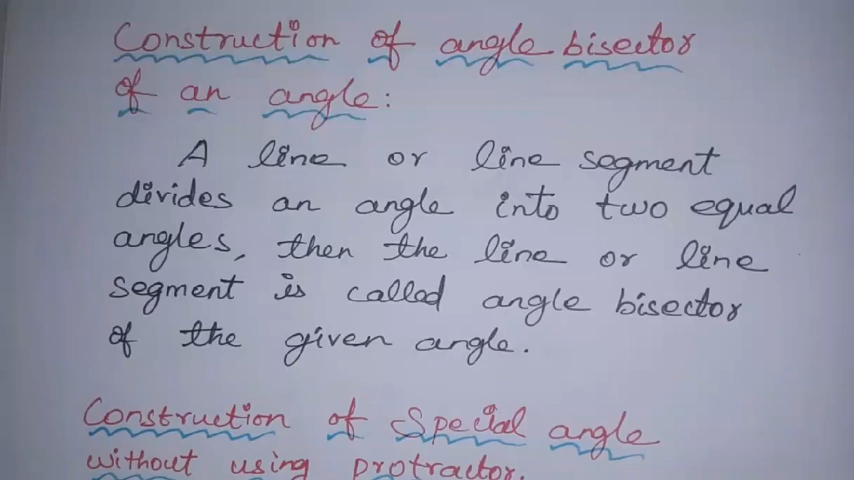 Construction of angle bisector
of an angle:
A line or line segment
divides an angle into two equal
angles, then the line or line
segment is called angle bisector
of the given angle.
Construction of Special angle
without using protractor.